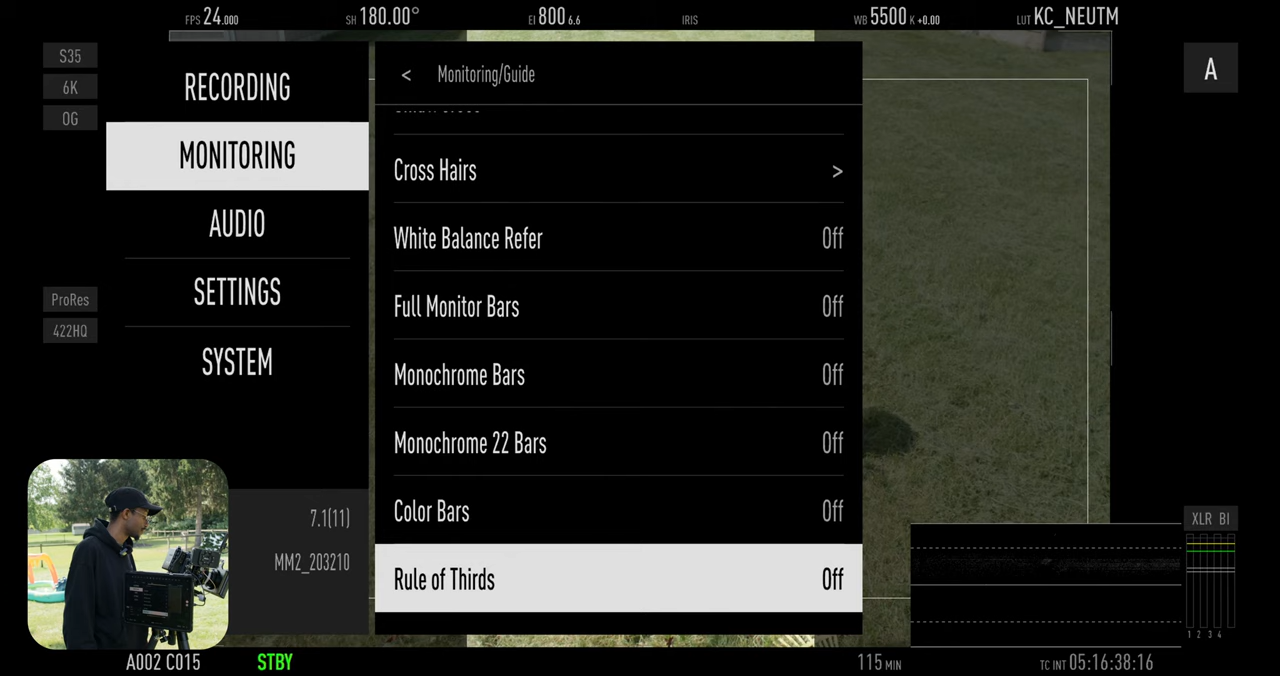 FPS 24.000 SH 180.00° EI 800 6.6 IRIS WB 5500 K +0.00 LUT KC_NEUTM
S35
6K
OG
A
ProRes
422HQ
RECORDING
MONITORING
AUDIO
SETTINGS
SYSTEM
7.1(11)
MM2_203210
< Monitoring/Guide
Cross Hairs >
White Balance Refer Off
Full Monitor Bars Off
Monochrome Bars Off
Monochrome 22 Bars Off
Color Bars Off
Rule of Thirds Off
XLR BI
1 2 3 4
A002 C015 STBY 115 MIN TC INT 05:16:38:16